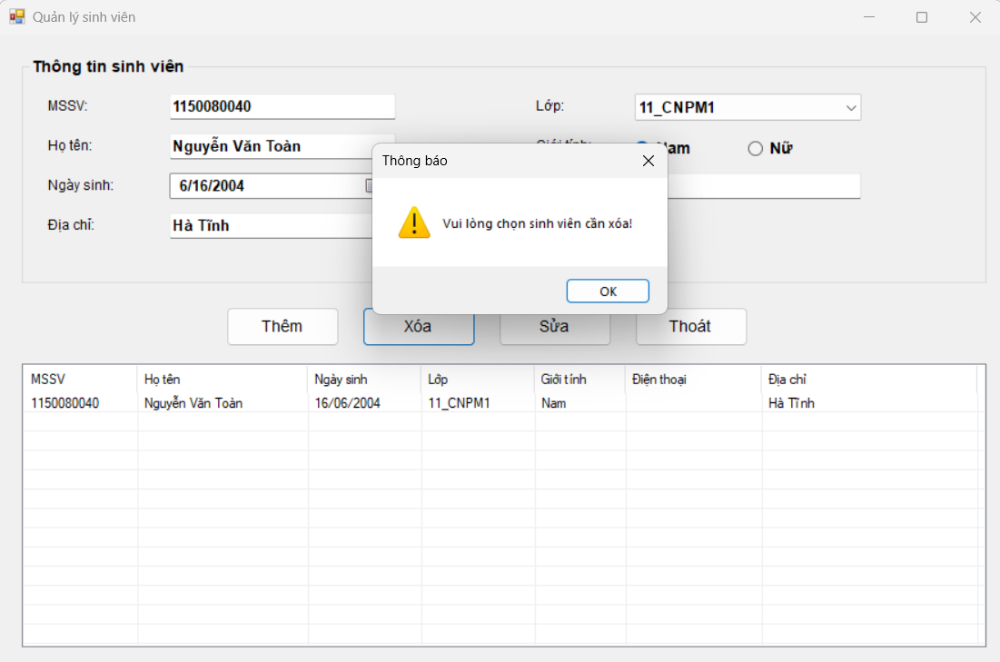 Quản lý sinh viên
Thông tin sinh viên
MSSV: 1150080040 Lớp: 11_CNPM1
Họ tên: Nguyễn Văn Toàn Nữ
Thông báo
Ngày sinh: 6/16/2004
Vui lòng chọn sinh viên cần xóa!
Địa chỉ: Hà Tĩnh
OK
Thêm Xóa Sửa Thoát
MSSV Họ tên Ngày sinh Lớp Giới tính Điện thoại Địa chỉ
1150080040 Nguyễn Văn Toàn 16/06/2004 11_CNPM1 Nam Hà Tĩnh